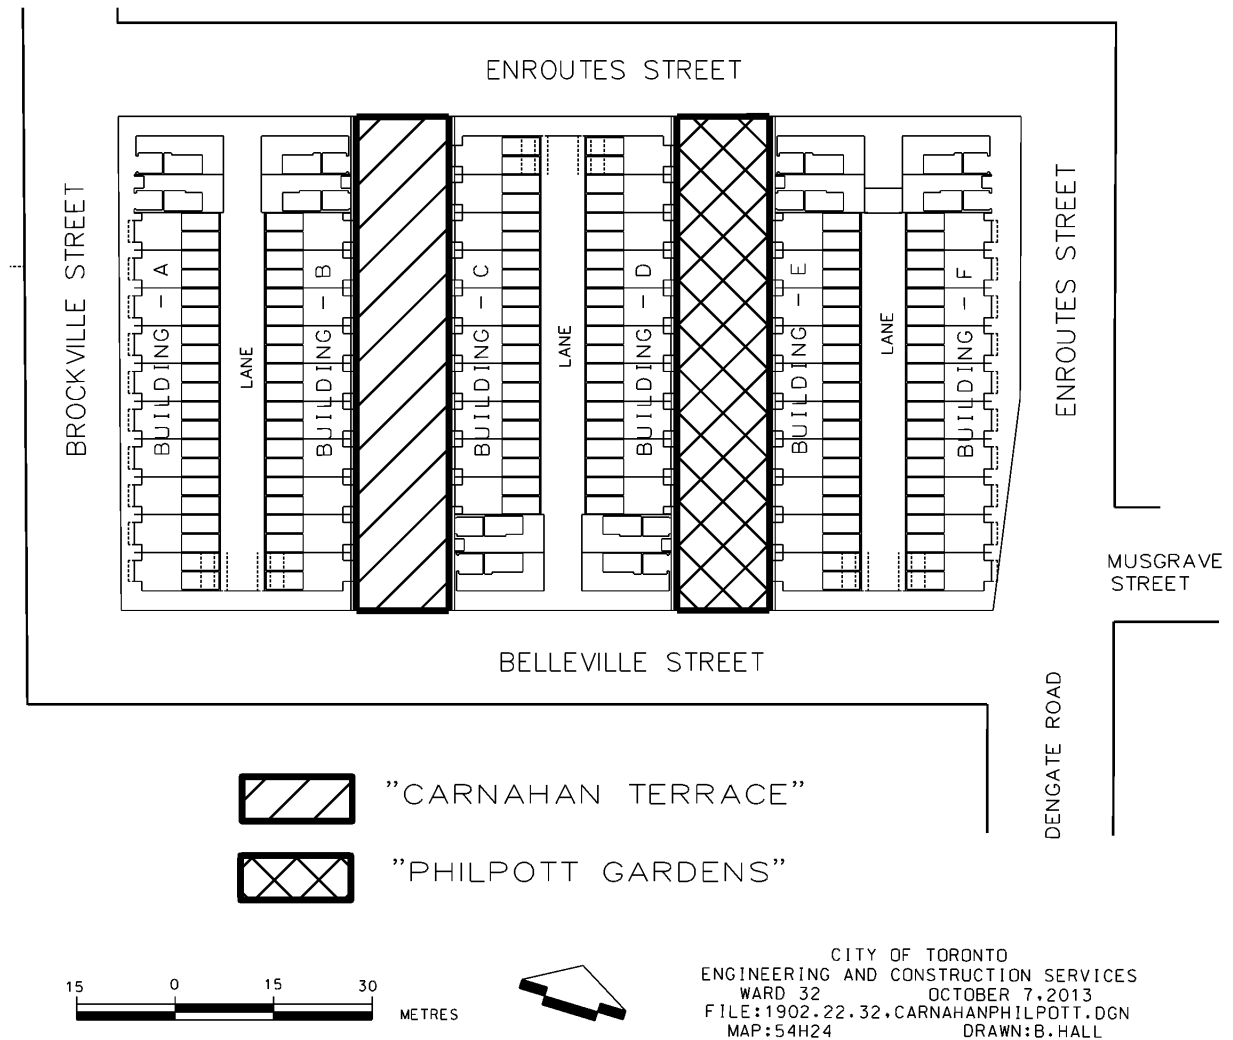 ENROUTES STREET
BROCKVILLE STREET
ENROUTES STREET
BUILDING - A
LANE
BUILDING - B
BUILDING - C
LANE
BUILDING - D
BUILDING - E
LANE
BUILDING - F
MUSGRAVE
STREET
BELLEVILLE STREET
DENGATE ROAD
"CARNAHAN TERRACE"
"PHILPOTT GARDENS"
15 0 15 30
METRES
CITY OF TORONTO
ENGINEERING AND CONSTRUCTION SERVICES
WARD 32 OCTOBER 7,2013
FILE:1902.22.32.CARNAHANPHILPOTT.DGN
MAP:54H24 DRAWN:B.HALL